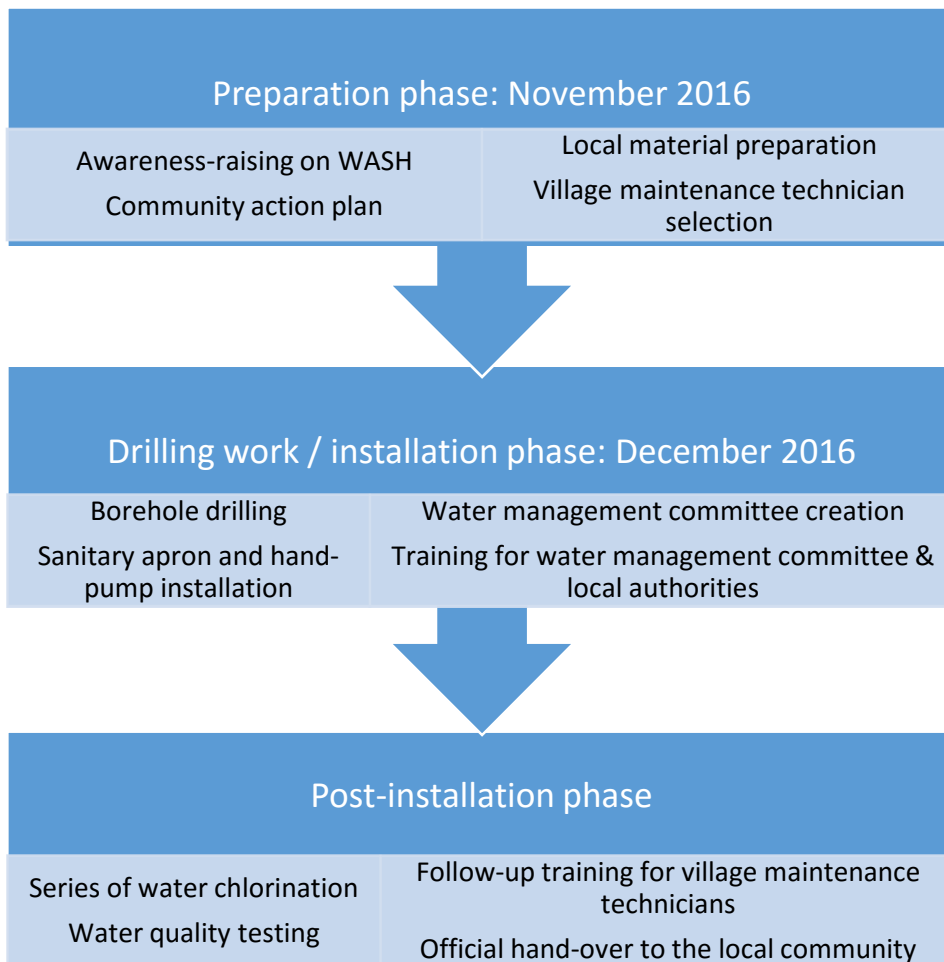 Preparation phase: November 2016
Awareness-raising on WASH
Community action plan
Local material preparation
Village maintenance technician
selection
Drilling work / installation phase: December 2016
Borehole drilling
Sanitary apron and hand-
pump installation
Water management committee creation
Training for water management committee &
local authorities
Post-installation phase
Series of water chlorination
Water quality testing
Follow-up training for village maintenance
technicians
Official hand-over to the local community